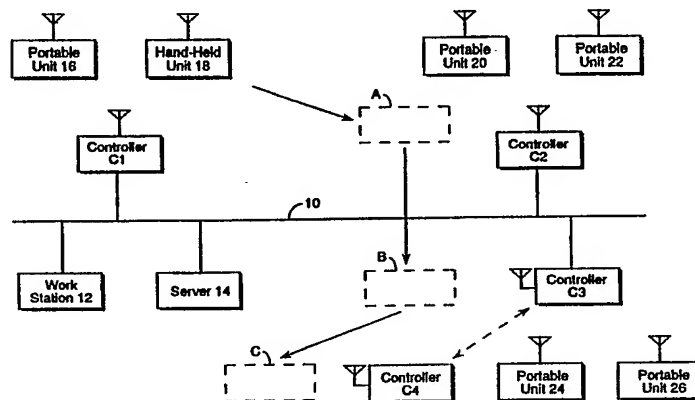 Portable
Unit 16
Hand-Held
Unit 18
Portable
Unit 20
Portable
Unit 22
A
Controller
C1
Controller
C2
10
B
Work
Station 12
Server 14
Controller
C3
C
Controller
C4
Portable
Unit 24
Portable
Unit 26